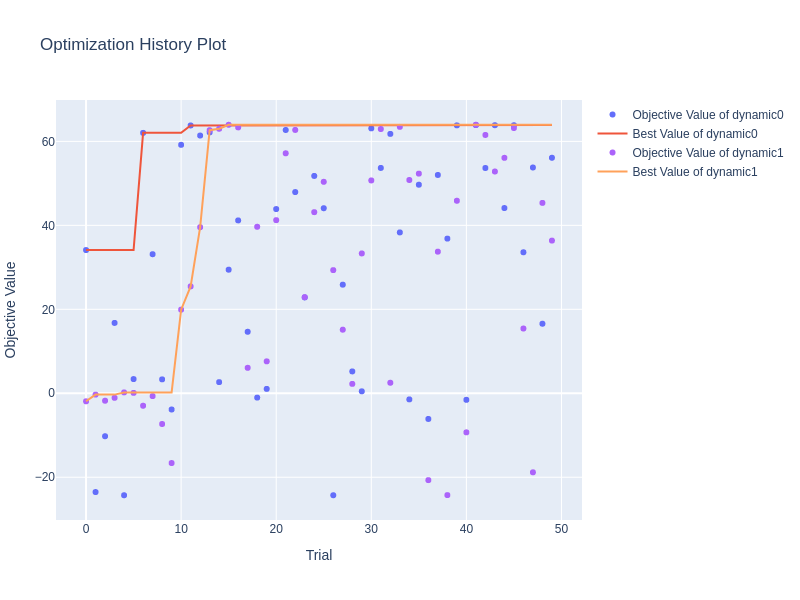 Optimization History Plot
Objective Value of dynamic0
Best Value of dynamic0
Objective Value of dynamic1
Best Value of dynamic1
60
40
20
0
−20
Objective Value
0
10
20
30
40
50
Trial